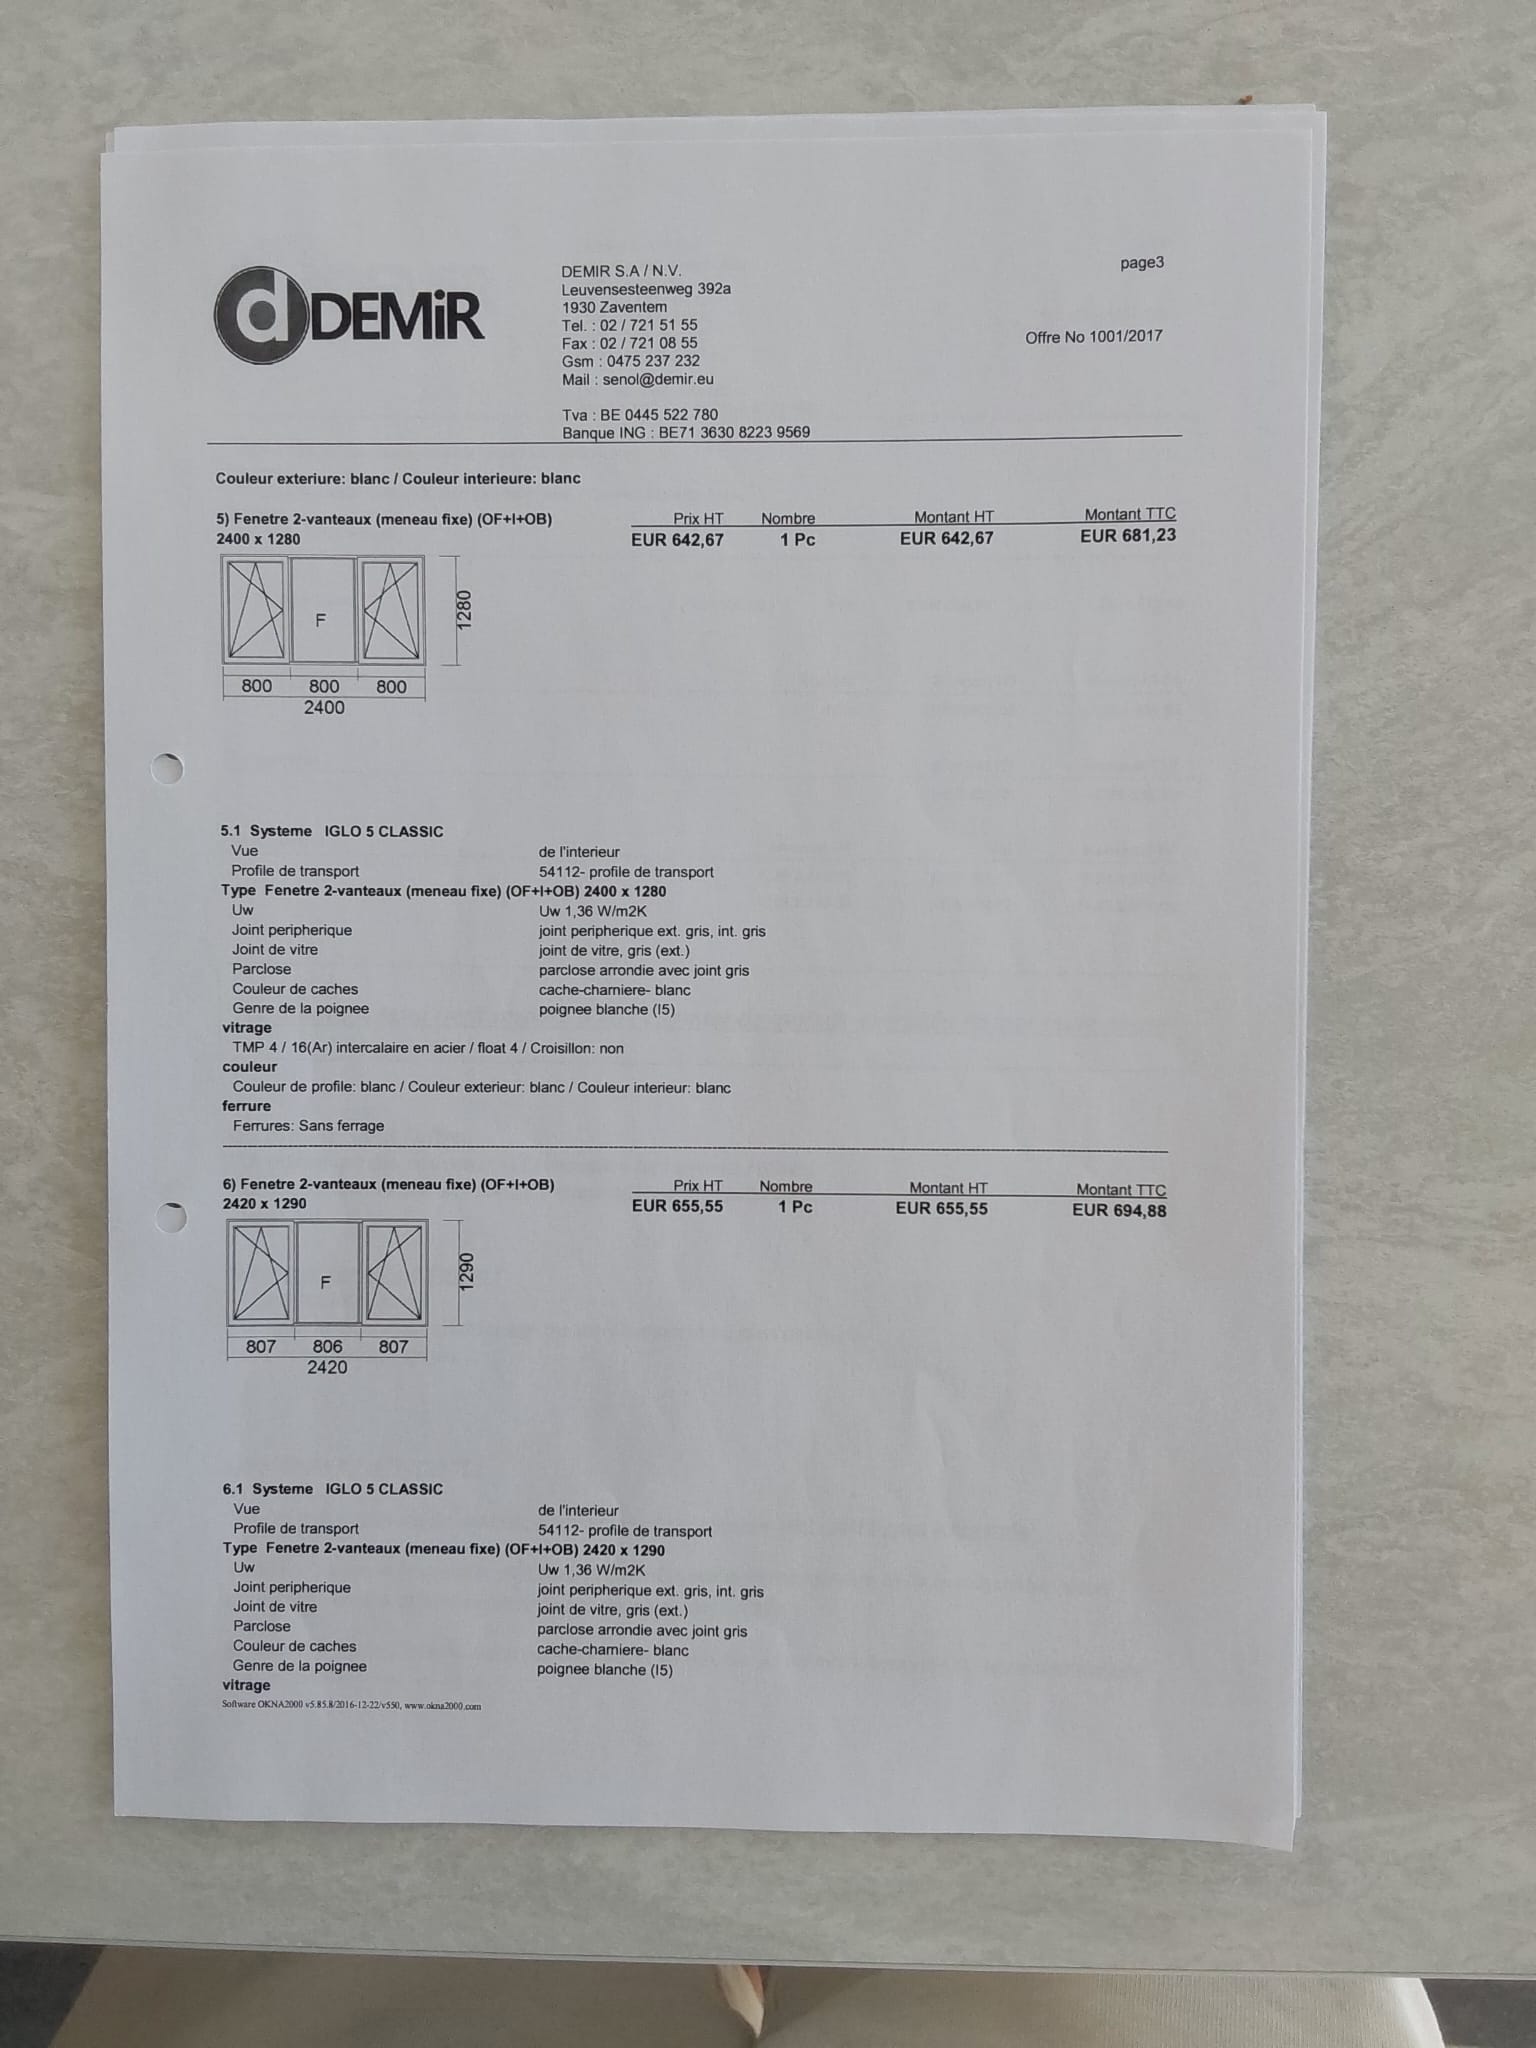 dDEMiR
DEMIR S.A / N.V.
Leuvensesteenweg 392a
1930 Zaventem
Tel. : 02 / 721 51 55
Fax : 02 / 721 08 55
Gsm : 0475 237 232
Mail : senol@demir.eu
Tva : BE 0445 522 780
Banque ING : BE71 3630 8223 9569
page3
Offre No 1001/2017
Couleur exteriure: blanc / Couleur interieure: blanc
5) Fenetre 2-vanteaux (meneau fixe) (OF+I+OB) Prix HT Nombre Montant HT Montant TTC
2400 x 1280 EUR 642,67 1 Pc EUR 642,67 EUR 681,23
F
1280
800 800 800
2400
5.1 Systeme IGLO 5 CLASSIC
Vue de l'interieur
Profile de transport 54112- profile de transport
Type Fenetre 2-vanteaux (meneau fixe) (OF+I+OB) 2400 x 1280
Uw Uw 1,36 W/m2K
Joint peripherique joint peripherique ext. gris, int. gris
Joint de vitre joint de vitre, gris (ext.)
Parclose parclose arrondie avec joint gris
Couleur de caches cache-charniere- blanc
Genre de la poignee poignee blanche (I5)
vitrage
TMP 4 / 16(Ar) intercalaire en acier / float 4 / Croisillon: non
couleur
Couleur de profile: blanc / Couleur exterieur: blanc / Couleur interieur: blanc
ferrure
Ferrures: Sans ferrage
6) Fenetre 2-vanteaux (meneau fixe) (OF+I+OB) Prix HT Nombre Montant HT Montant TTC
2420 x 1290 EUR 655,55 1 Pc EUR 655,55 EUR 694,88
F
1290
807 806 807
2420
6.1 Systeme IGLO 5 CLASSIC
Vue de l'interieur
Profile de transport 54112- profile de transport
Type Fenetre 2-vanteaux (meneau fixe) (OF+I+OB) 2420 x 1290
Uw Uw 1,36 W/m2K
Joint peripherique joint peripherique ext. gris, int. gris
Joint de vitre joint de vitre, gris (ext.)
Parclose parclose arrondie avec joint gris
Couleur de caches cache-charniere- blanc
Genre de la poignee poignee blanche (I5)
vitrage
Software OKNA2000 v5.85.8/2016-12-22/v550, www.okna2000.com